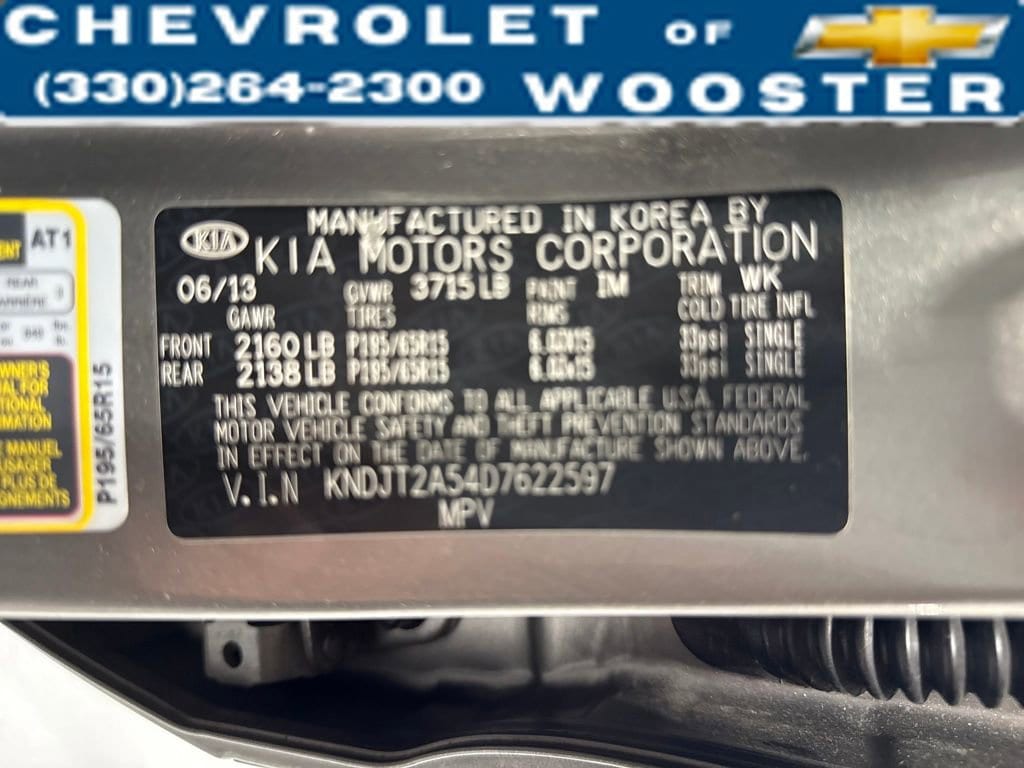 CHEVROLET OF
(330)264-2300 WOOSTER
KIA
MANUFACTURED IN KOREA BY
KIA MOTORS CORPORATION
06/13 GVWR 3715 LB PAINT IM TRIM WK
GAWR TIRES RIMS COLD TIRE INFL
FRONT 2160 LB P195/65R15 33psi SINGLE
REAR 2138 LB P195/65R15 33psi SINGLE
THIS VEHICLE CONFORMS TO ALL APPLICABLE U.S.A. FEDERAL
MOTOR VEHICLE SAFETY AND THEFT PREVENTION STANDARDS
IN EFFECT ON THE DATE OF MANUFACTURE SHOWN ABOVE.
V.I.N KNDJT2A54D7622597
MPV
AT1
REAR
P195/65R15